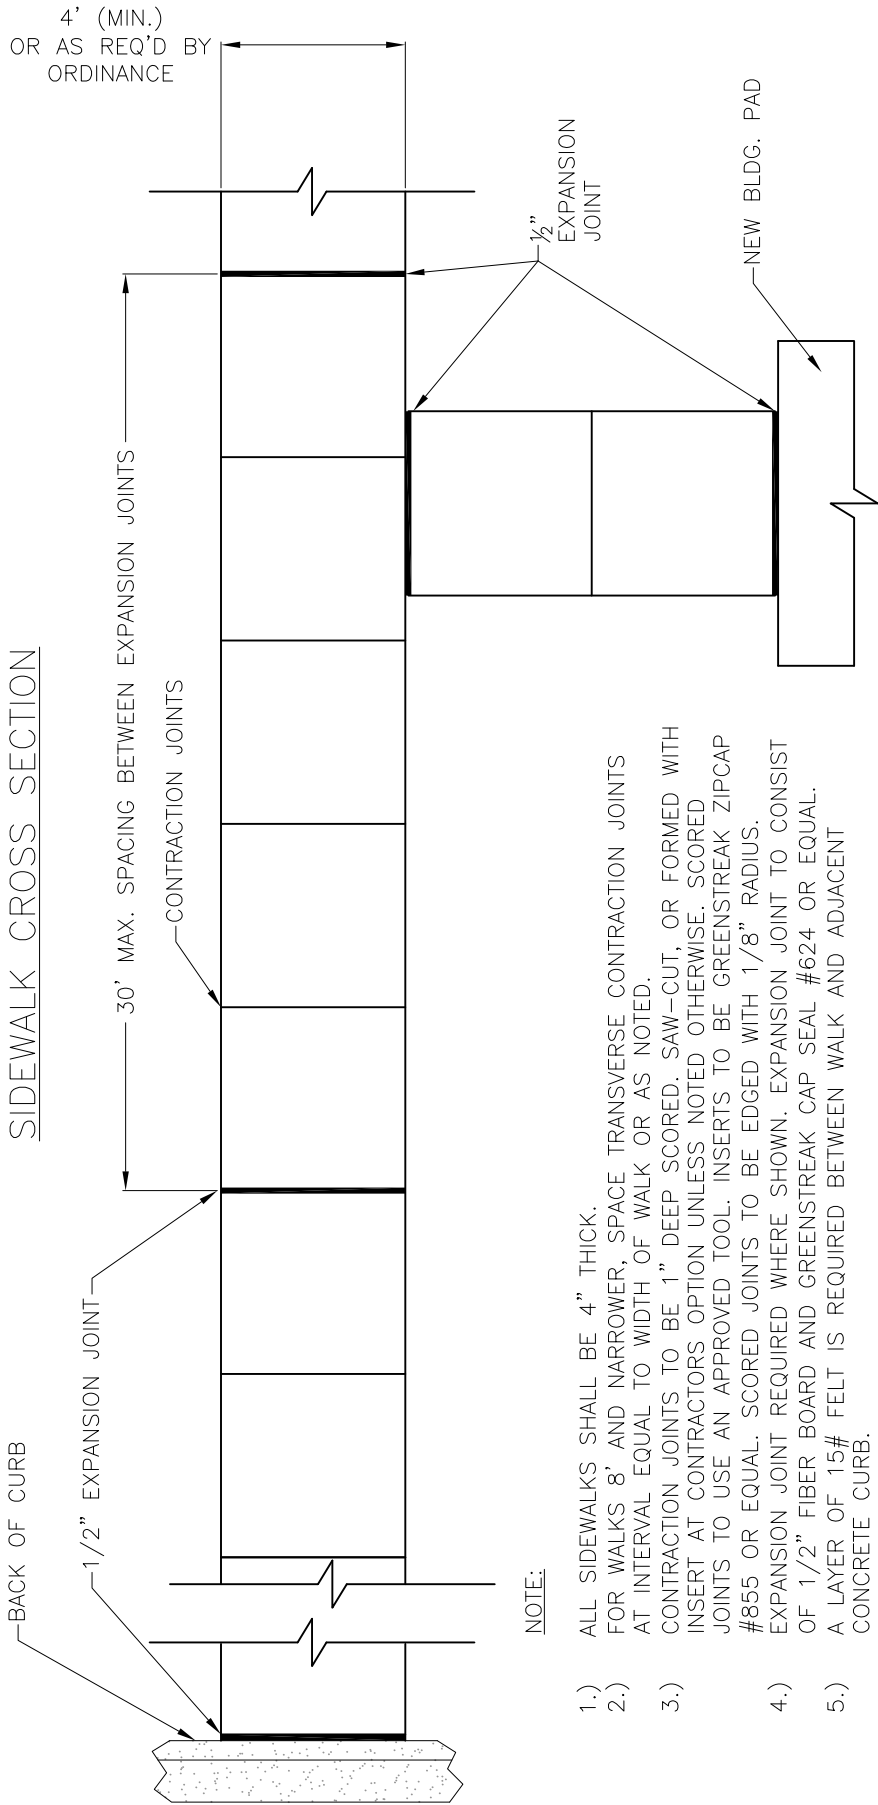 4' (MIN.)
OR AS REQ'D BY
ORDINANCE
SIDEWALK CROSS SECTION
30' MAX. SPACING BETWEEN EXPANSION JOINTS
CONTRACTION JOINTS
BACK OF CURB
1/2" EXPANSION JOINT
½"
EXPANSION
JOINT
NEW BLDG. PAD
NOTE:
1.) ALL SIDEWALKS SHALL BE 4" THICK.
2.) FOR WALKS 8' AND NARROWER, SPACE TRANSVERSE CONTRACTION JOINTS
AT INTERVAL EQUAL TO WIDTH OF WALK OR AS NOTED.
3.) CONTRACTION JOINTS TO BE 1" DEEP SCORED. SAW-CUT, OR FORMED WITH
INSERT AT CONTRACTORS OPTION UNLESS NOTED OTHERWISE. SCORED
JOINTS TO USE AN APPROVED TOOL. INSERTS TO BE GREENSTREAK ZIPCAP
#855 OR EQUAL. SCORED JOINTS TO BE EDGED WITH 1/8" RADIUS.
4.) EXPANSION JOINT REQUIRED WHERE SHOWN. EXPANSION JOINT TO CONSIST
OF 1/2" FIBER BOARD AND GREENSTREAK CAP SEAL #624 OR EQUAL.
5.) A LAYER OF 15# FELT IS REQUIRED BETWEEN WALK AND ADJACENT
CONCRETE CURB.